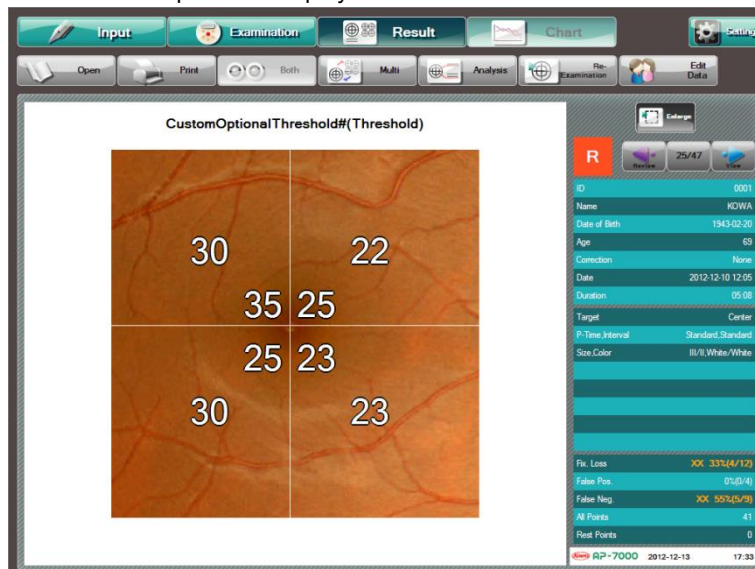 Input Examination Result Chart Setting
Open Print Both Multi Analysis Re-Examination Edit Data
CustomOptionalThreshold#(Threshold)
30 22
35 25
25 23
30 23
Enlarge
R Review 25/47 View
ID 0001
Name KOWA
Date of Birth 1943-02-20
Age 69
Correction None
Date 2012-12-10 12:05
Duration 05:08
Target Center
P-Time,Interval Standard,Standard
Size,Color III/II,White/White
Fix. Loss XX 33%(4/12)
False Pos. 0%(0/4)
False Neg. XX 55%(5/9)
All Points 41
Rest Points 0
Kowa AP-7000 2012-12-13 17:33